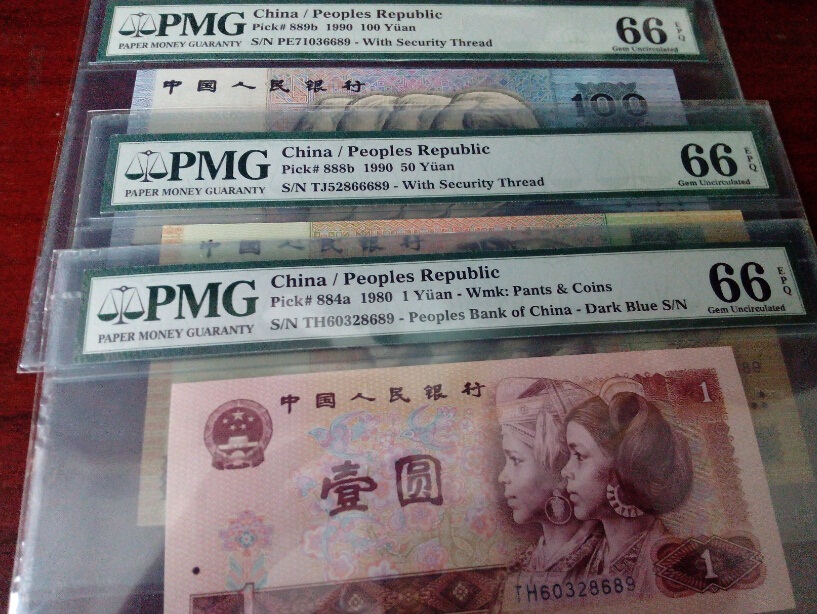 PMG
PAPER MONEY GUARANTY
China / Peoples Republic
Pick# 889b 1990 100 Yüan
S/N PE71036689 - With Security Thread
66 EPQ
Gem Uncirculated
中国人民银行
100
PMG
PAPER MONEY GUARANTY
China / Peoples Republic
Pick# 888b 1990 50 Yüan
S/N TJ52866689 - With Security Thread
66 EPQ
Gem Uncirculated
中国人民银行
PMG
PAPER MONEY GUARANTY
China / Peoples Republic
Pick# 884a 1980 1 Yüan - Wmk: Pants & Coins
S/N TH60328689 - Peoples Bank of China - Dark Blue S/N
66 EPQ
Gem Uncirculated
中国人民银行
1
壹圆
1
TH60328689